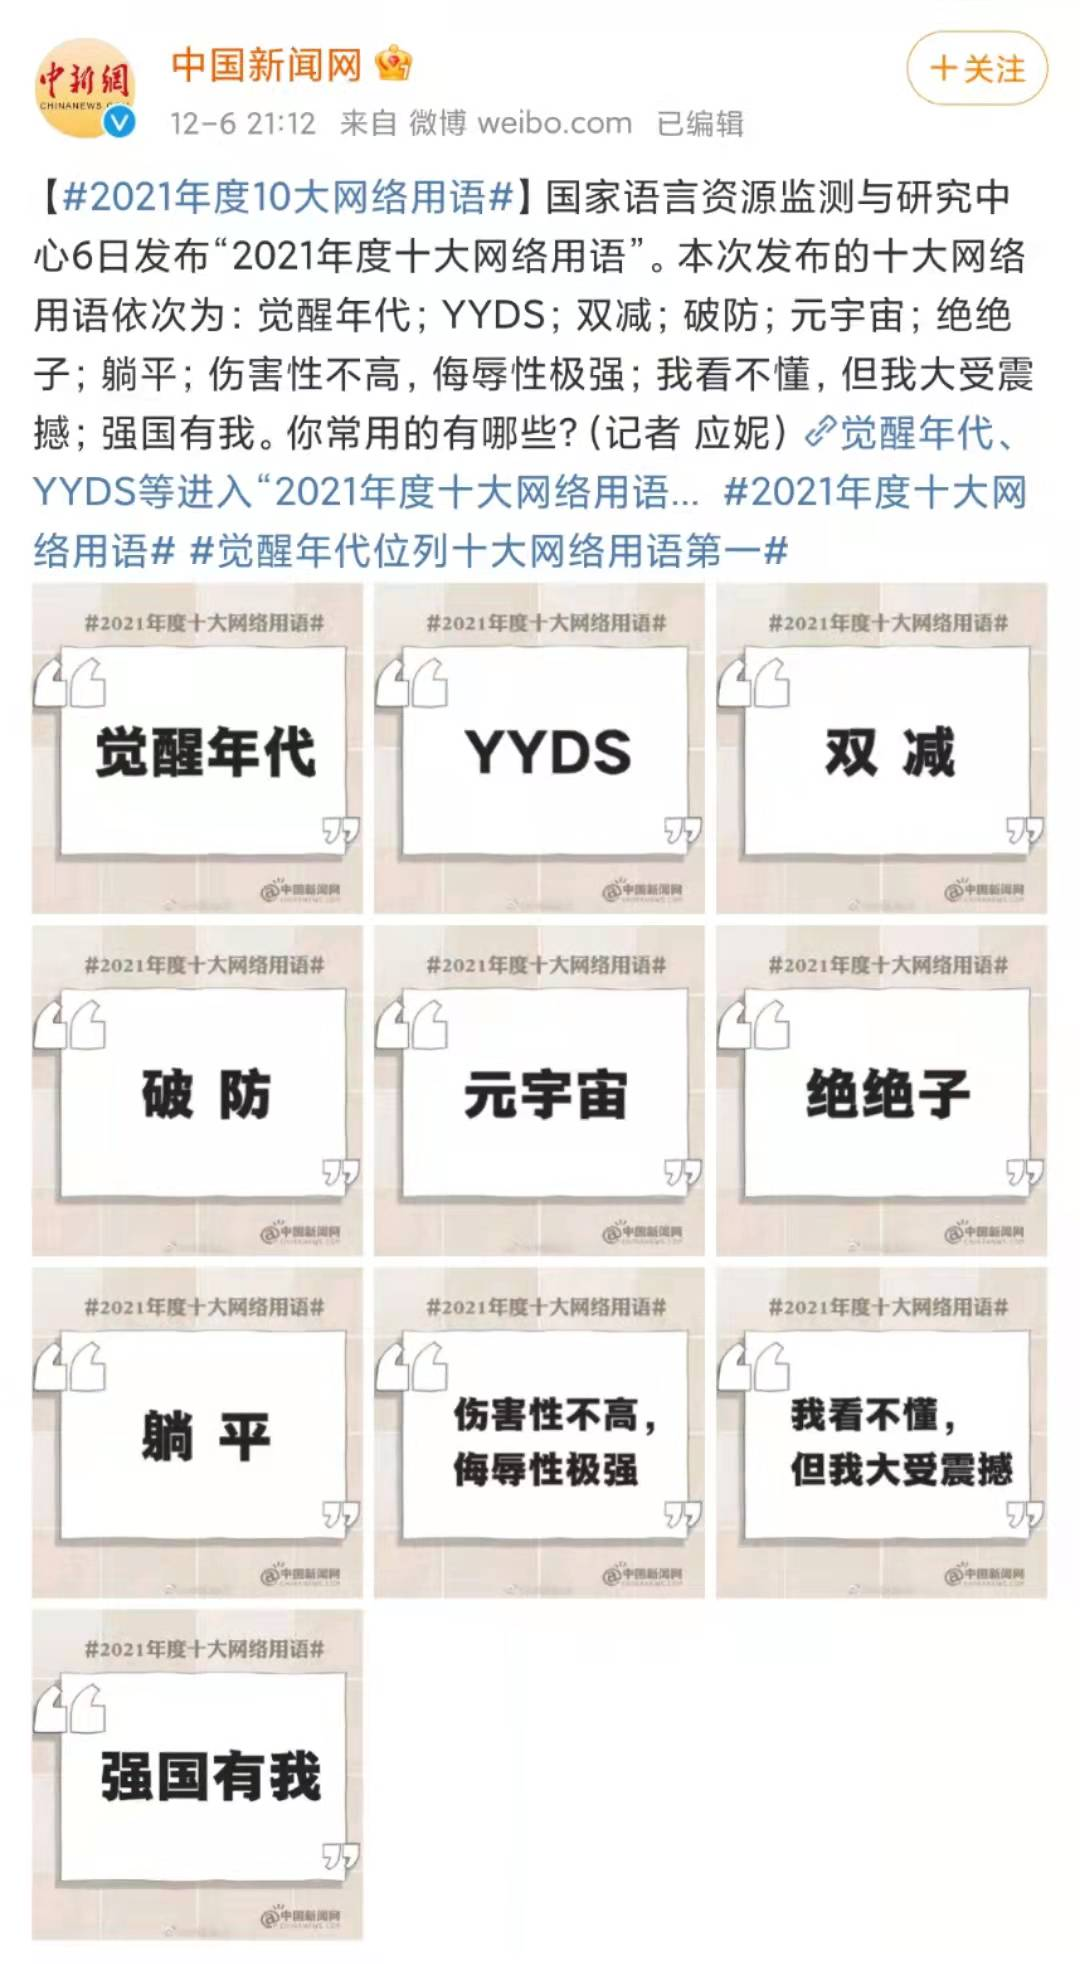 中新網
CHINANEWS.COM
中国新闻网
+关注
12-6 21:12 来自 微博 weibo.com 已编辑
【#2021年度10大网络用语#】国家语言资源监测与研究中
心6日发布“2021年度十大网络用语”。本次发布的十大网络
用语依次为：觉醒年代；YYDS；双减；破防；元宇宙；绝绝
子；躺平；伤害性不高，侮辱性极强；我看不懂，但我大受震
撼；强国有我。你常用的有哪些?（记者 应妮）觉醒年代、
YYDS等进入“2021年度十大网络用语... #2021年度十大网
络用语# #觉醒年代位列十大网络用语第一#
#2021年度十大网络用语#
觉醒年代
@中国新闻网
#2021年度十大网络用语#
YYDS
@中国新闻网
#2021年度十大网络用语#
双 减
@中国新闻网
#2021年度十大网络用语#
破 防
@中国新闻网
#2021年度十大网络用语#
元宇宙
@中国新闻网
#2021年度十大网络用语#
绝绝子
@中国新闻网
#2021年度十大网络用语#
躺 平
@中国新闻网
#2021年度十大网络用语#
伤害性不高，
侮辱性极强
@中国新闻网
#2021年度十大网络用语#
我看不懂，
但我大受震撼
@中国新闻网
#2021年度十大网络用语#
强国有我
@中国新闻网